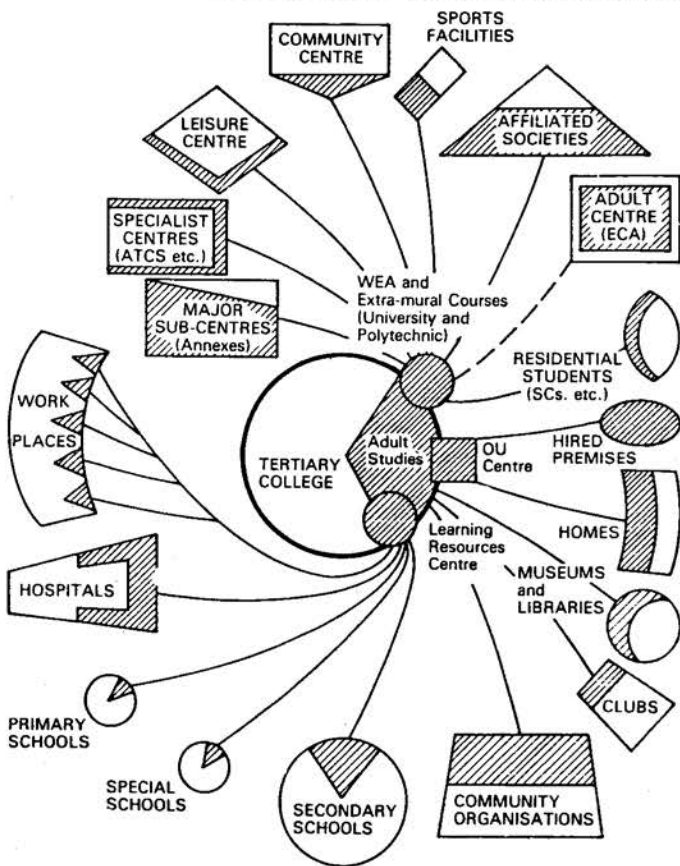 SPORTS
FACILITIES
COMMUNITY
CENTRE
LEISURE
CENTRE
AFFILIATED
SOCIETIES
ADULT
CENTRE
(ECA)
SPECIALIST
CENTRES
(ATCS etc.)
WEA and
Extra-mural Courses
(University and
Polytechnic)
MAJOR
SUB-CENTRES
(Annexes)
RESIDENTIAL
STUDENTS
(SCs. etc.)
WORK
PLACES
HIRED
PREMISES
OU
Centre
Adult
Studies
TERTIARY
COLLEGE
HOMES
Learning
Resources
Centre
MUSEUMS
and
LIBRARIES
HOSPITALS
CLUBS
PRIMARY
SCHOOLS
SPECIAL
SCHOOLS
SECONDARY
SCHOOLS
COMMUNITY
ORGANISATIONS